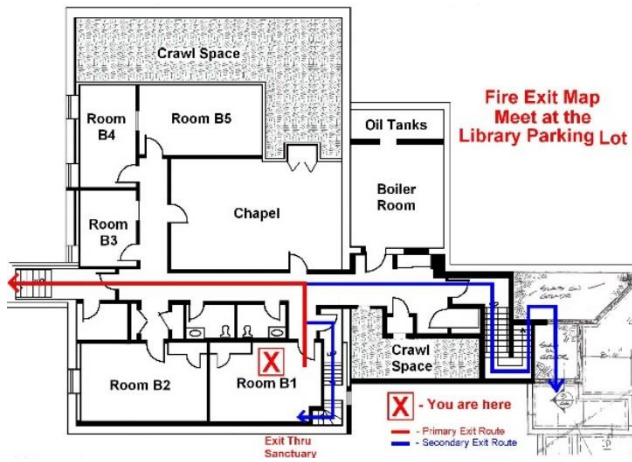 Crawl Space
Fire Exit Map
Meet at the
Library Parking Lot
Room
B4
Room B5
Oil Tanks
Boiler
Room
Room
B3
Chapel
Crawl
Space
X
Room B2
Room B1
X - You are here
- Primary Exit Route
- Secondary Exit Route
Exit Thru
Sanctuary